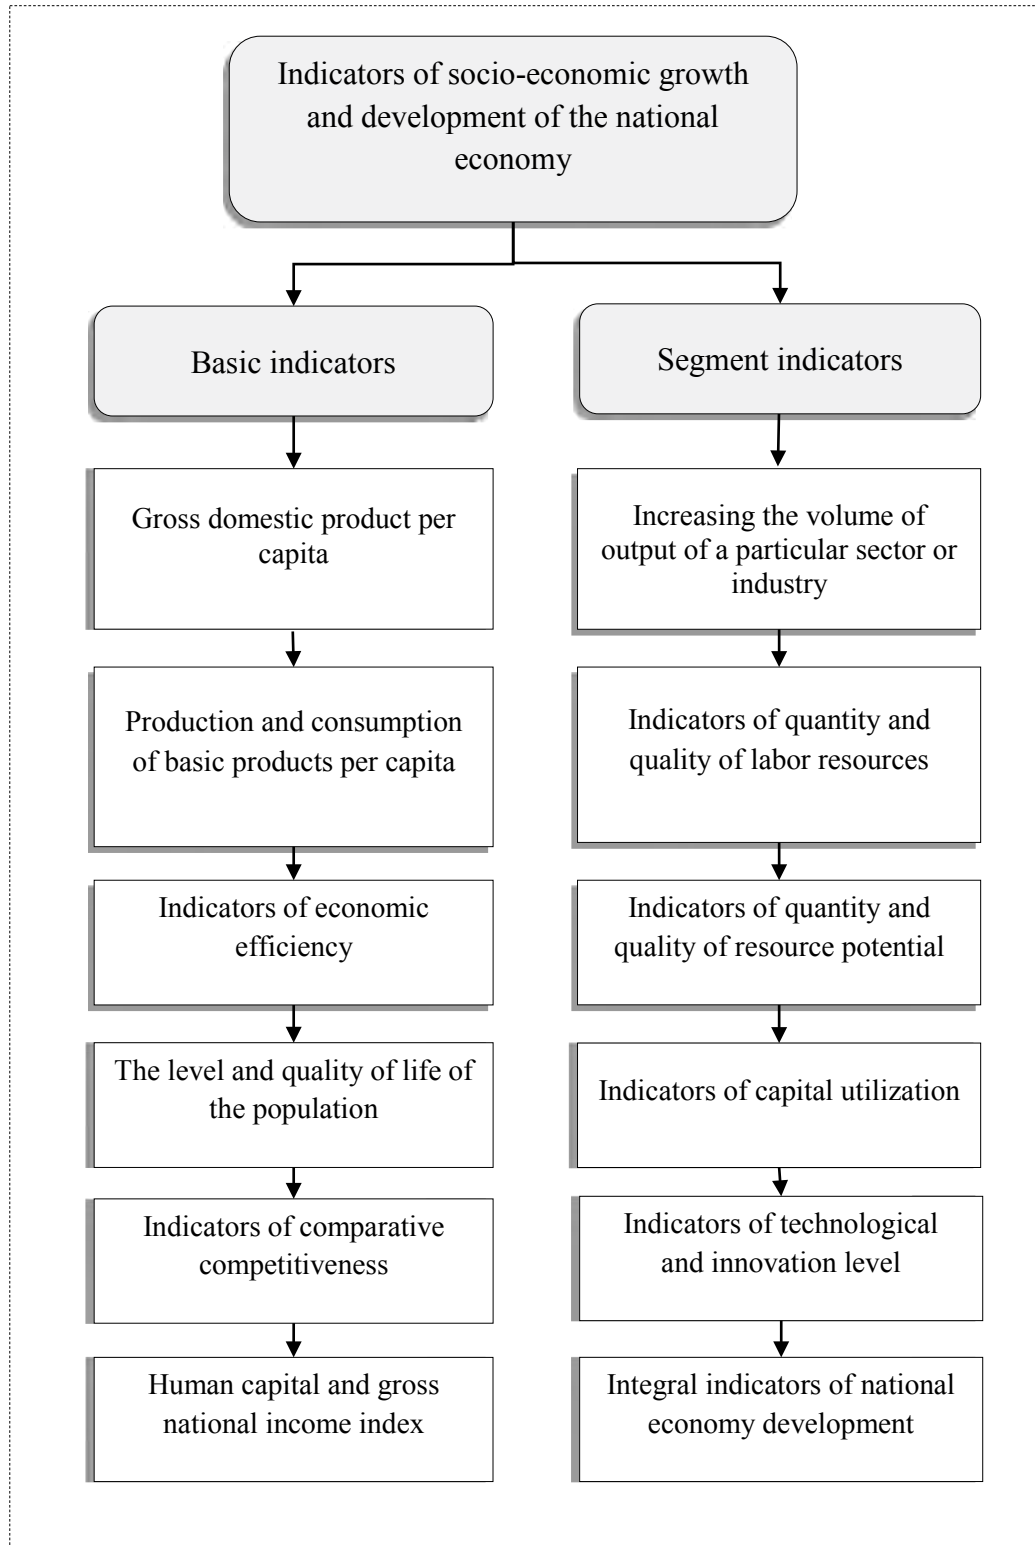 Indicators of socio-economic growth
and development of the national
economy
Basic indicators
Segment indicators
Gross domestic product per
capita
Increasing the volume of
output of a particular sector or
industry
Production and consumption
of basic products per capita
Indicators of quantity and
quality of labor resources
Indicators of economic
efficiency
Indicators of quantity and
quality of resource potential
The level and quality of life of
the population
Indicators of capital utilization
Indicators of comparative
competitiveness
Indicators of technological
and innovation level
Human capital and gross
national income index
Integral indicators of national
economy development